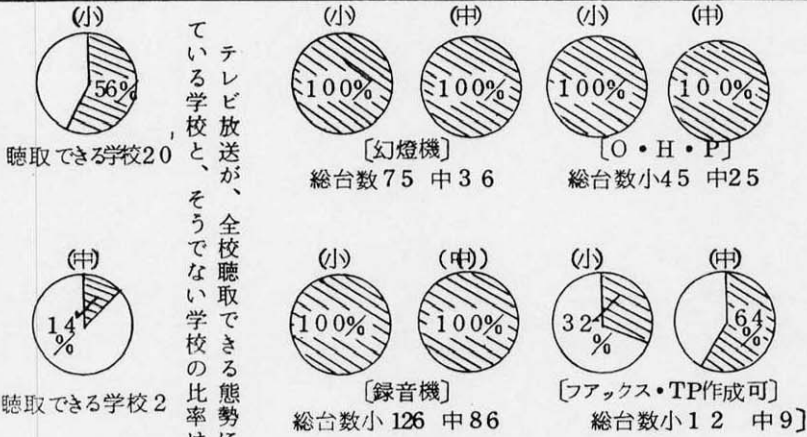 (小)
(中)
(小)
(中)
100%
100%
100%
100%
〔幻燈機〕
〔O・H・P〕
総台数75 中36
総台数小45 中25
(小)
(中)
(小)
(中)
100%
100%
32%
64%
〔録音機〕
〔フアックス・TP作成可〕
総台数小126 中86
総台数小12 中9〕
テレビ放送が、全校聴取できる態勢に
ている学校と、そうでない学校の比率は
(小)
56%
聴取できる学校20
(中)
14%
聴取できる学校2